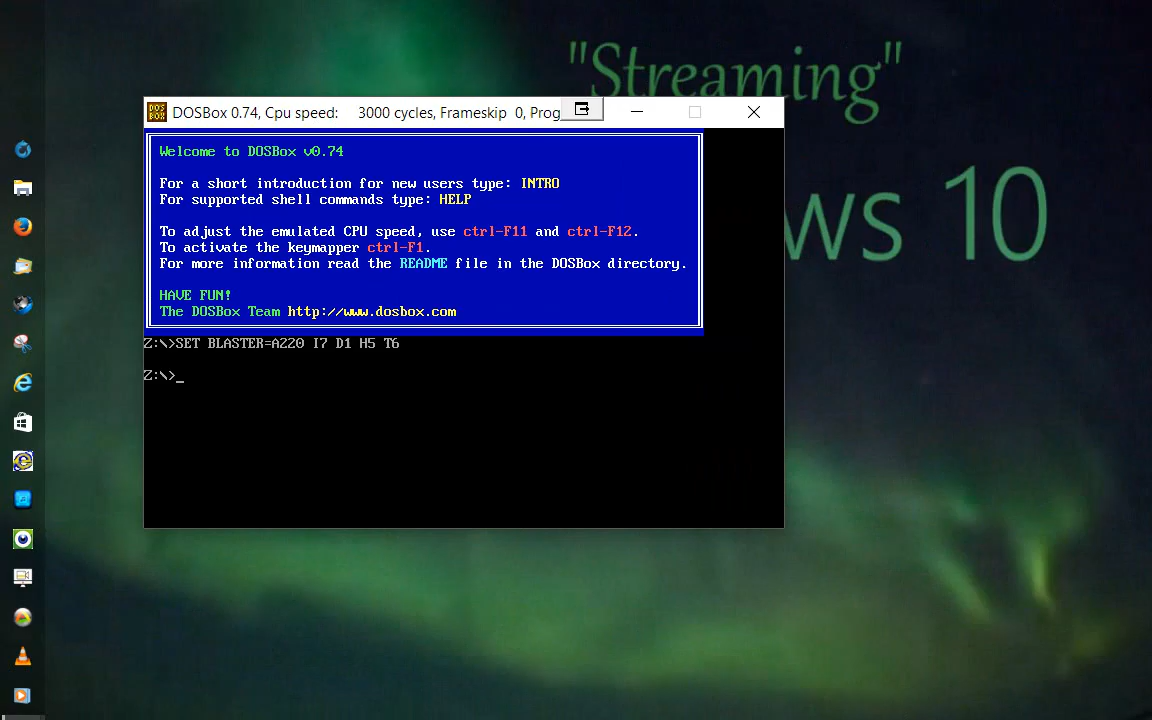 "Streaming"
ws 10
DOSBox 0.74, Cpu speed: 3000 cycles, Frameskip 0, Prog
Welcome to DOSBox v0.74
For a short introduction for new users type: INTRO
For supported shell commands type: HELP
To adjust the emulated CPU speed, use ctrl-F11 and ctrl-F12.
To activate the keymapper ctrl-F1.
For more information read the README file in the DOSBox directory.
HAVE FUN!
The DOSBox Team http://www.dosbox.com
Z:\>SET BLASTER=A220 I7 D1 H5 T6
Z:\>_